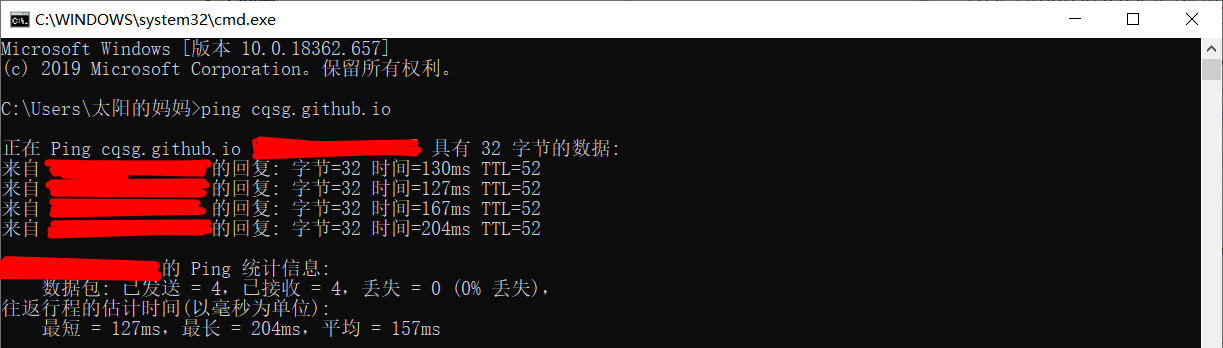 C:\WINDOWS\system32\cmd.exe
Microsoft Windows [版本 10.0.18362.657]
(c) 2019 Microsoft Corporation。保留所有权利。
C:\Users\太阳的妈妈>ping cqsg.github.io
正在 Ping cqsg.github.io 具有 32 字节的数据:
来自 的回复: 字节=32 时间=130ms TTL=52
来自 的回复: 字节=32 时间=127ms TTL=52
来自 的回复: 字节=32 时间=167ms TTL=52
来自 的回复: 字节=32 时间=204ms TTL=52
的 Ping 统计信息:
数据包: 已发送 = 4，已接收 = 4，丢失 = 0 (0% 丢失)，
往返行程的估计时间(以毫秒为单位):
最短 = 127ms，最长 = 204ms，平均 = 157ms